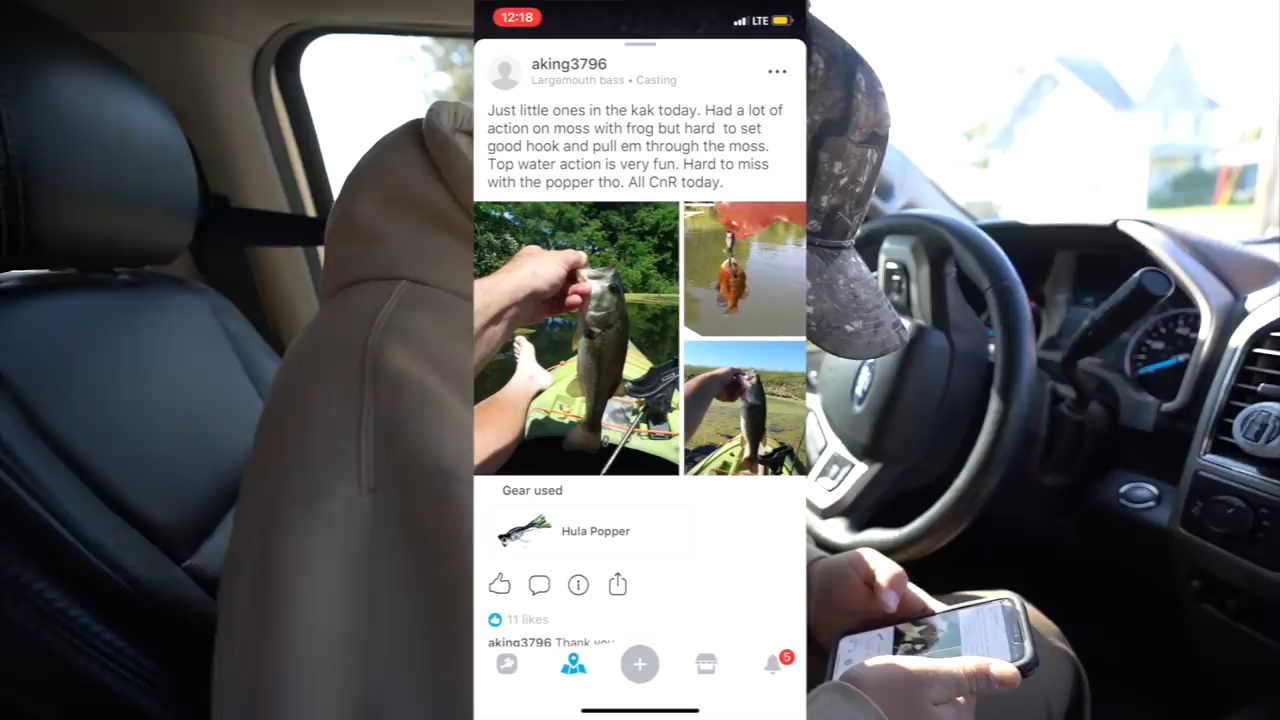 12:18
LTE
aking3796
Largemouth bass • Casting
Just little ones in the kak today. Had a lot of
action on moss with frog but hard to set
good hook and pull em through the moss.
Top water action is very fun. Hard to miss
with the popper tho. All CnR today.
Gear used
Hula Popper
11 likes
aking3796 Thank you
5